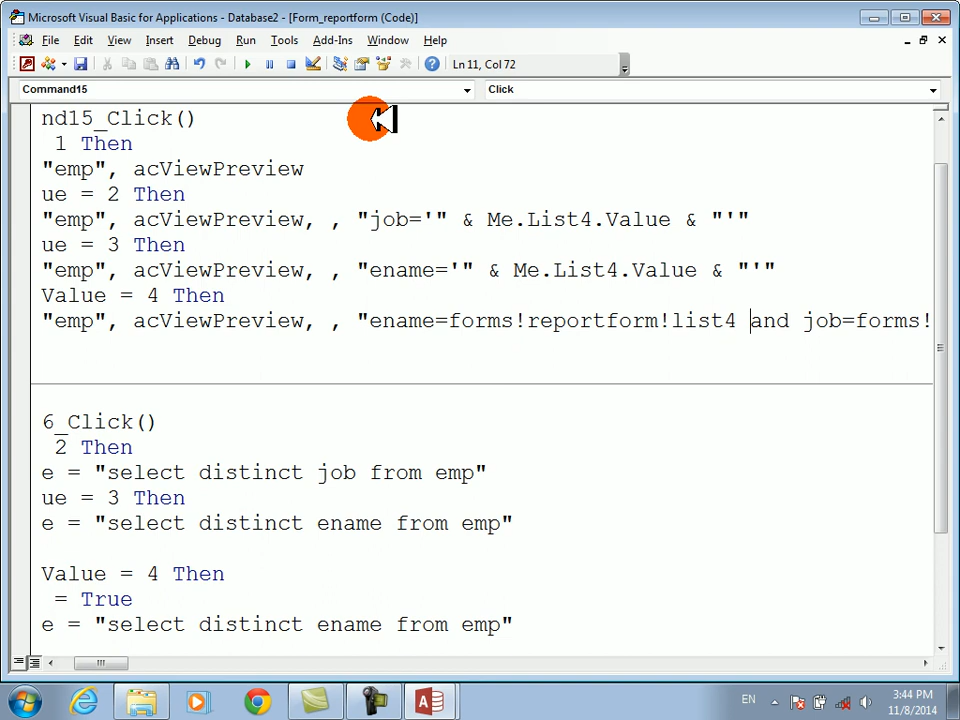 Microsoft Visual Basic for Applications - Database2 - [Form_reportform (Code)]
File Edit View Insert Debug Run Tools Add-Ins Window Help
Ln 11, Col 72
Command15 Click
nd15_Click()
1 Then
"emp", acViewPreview
ue = 2 Then
"emp", acViewPreview, , "job='" & Me.List4.Value & "'"
ue = 3 Then
"emp", acViewPreview, , "ename='" & Me.List4.Value & "'"
Value = 4 Then
"emp", acViewPreview, , "ename=forms!reportform!list4 and job=forms!
6_Click()
2 Then
e = "select distinct job from emp"
ue = 3 Then
e = "select distinct ename from emp"
Value = 4 Then
= True
e = "select distinct ename from emp"
EN
3:44 PM
11/8/2014